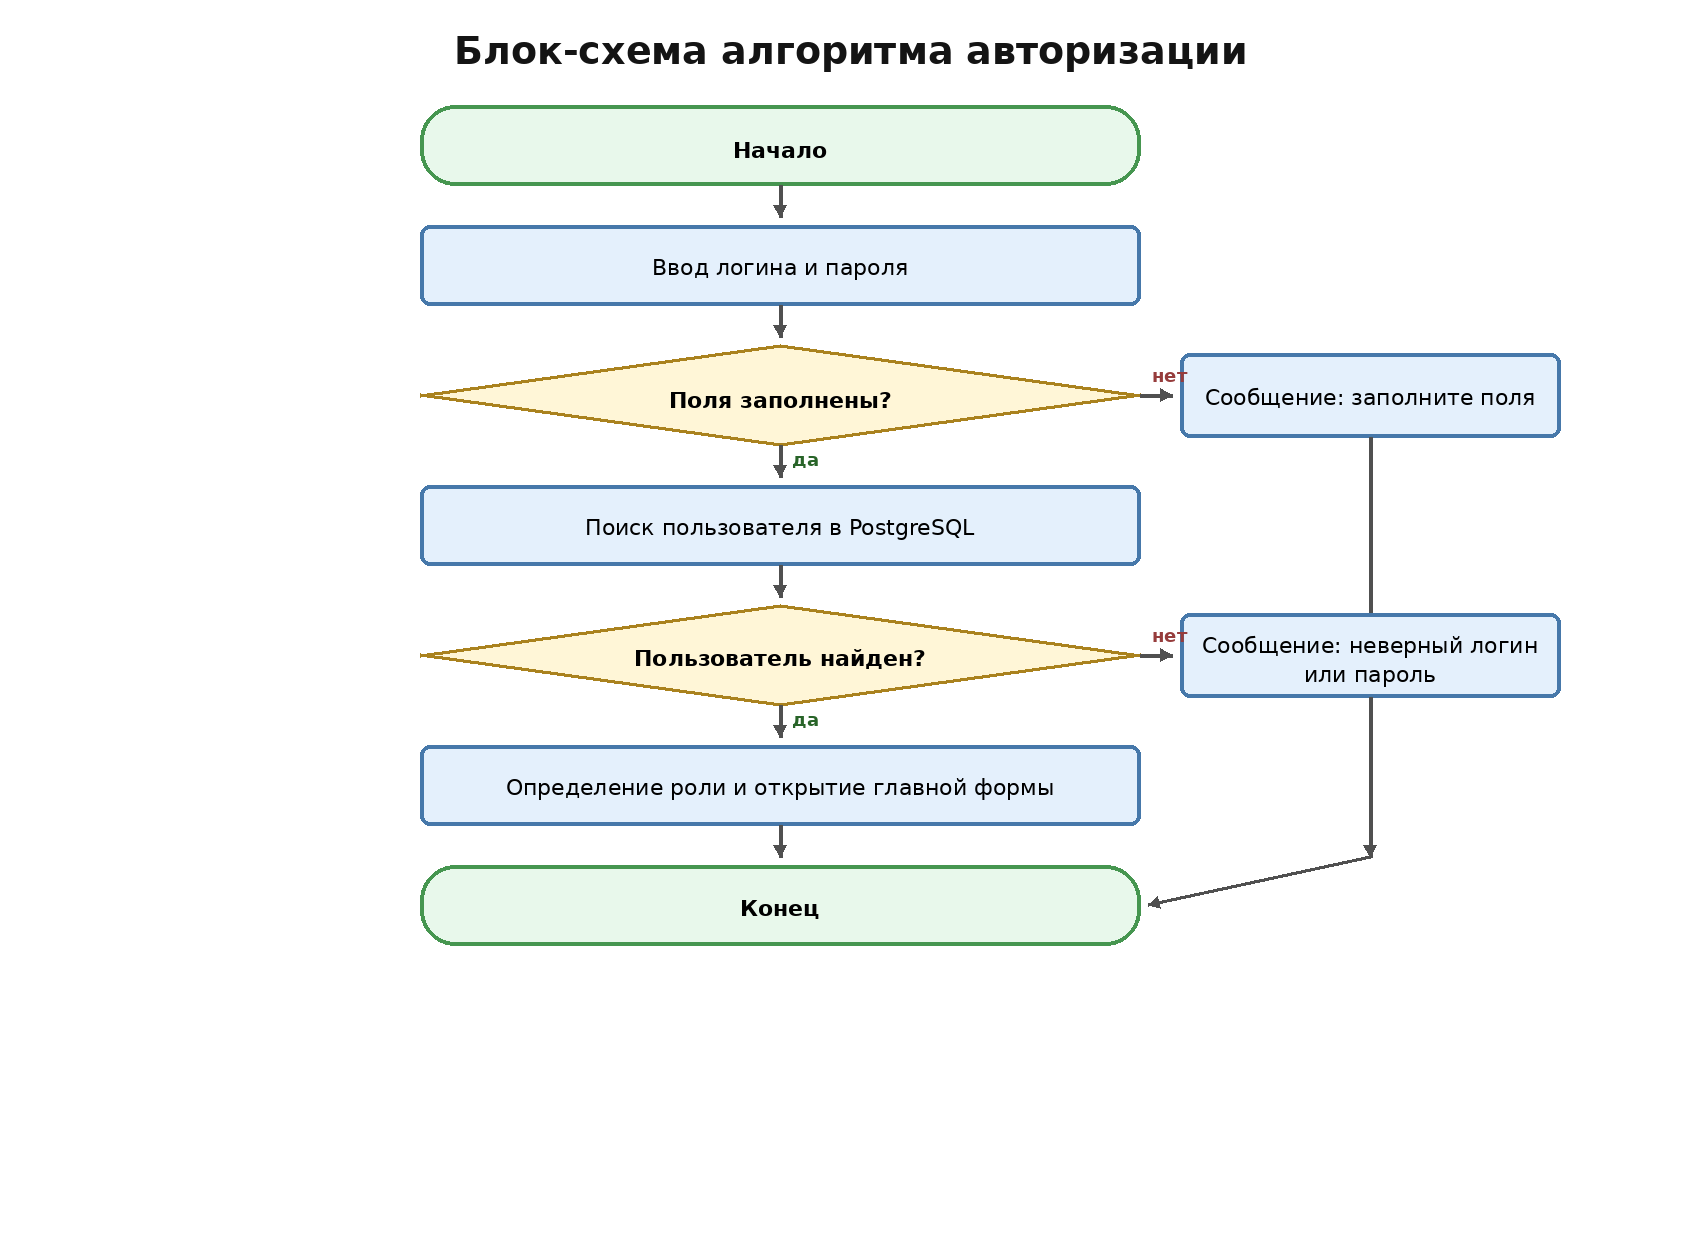 Блок-схема алгоритма авторизации
Начало
Ввод логина и пароля
Поля заполнены?
нет
Сообщение: заполните поля
да
Поиск пользователя в PostgreSQL
Пользователь найден?
нет
Сообщение: неверный логин
или пароль
да
Определение роли и открытие главной формы
Конец